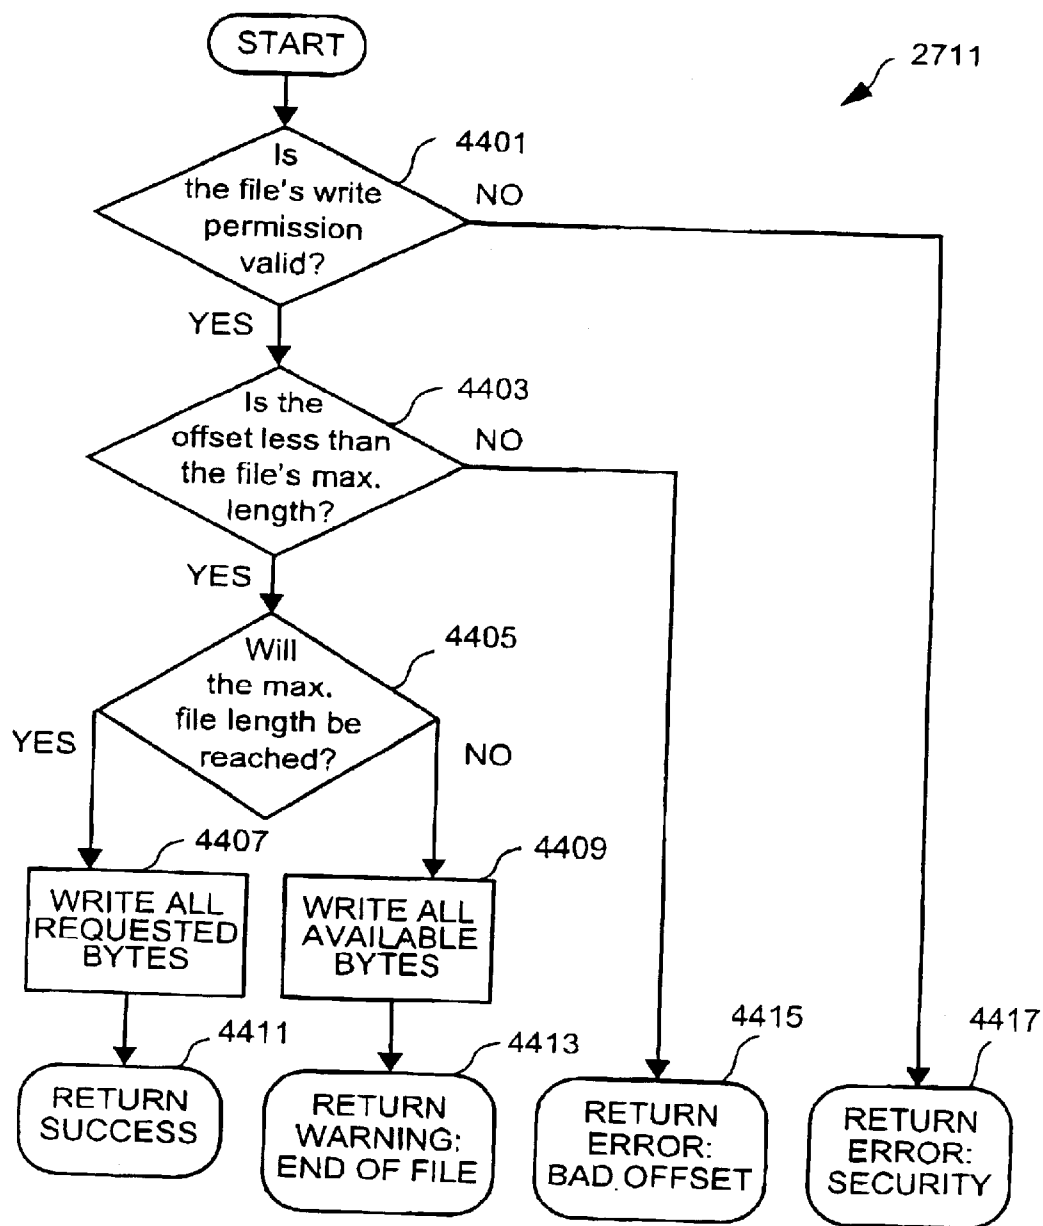 START
2711
4401
Is
the file's write
permission
valid?
NO
YES
4403
Is the
offset less than
the file's max.
length?
NO
YES
4405
Will
the max.
file length be
reached?
YES
NO
4407
WRITE ALL
REQUESTED
BYTES
4409
WRITE ALL
AVAILABLE
BYTES
4411
RETURN
SUCCESS
4413
RETURN
WARNING:
END OF FILE
4415
RETURN
ERROR:
BAD OFFSET
4417
RETURN
ERROR:
SECURITY